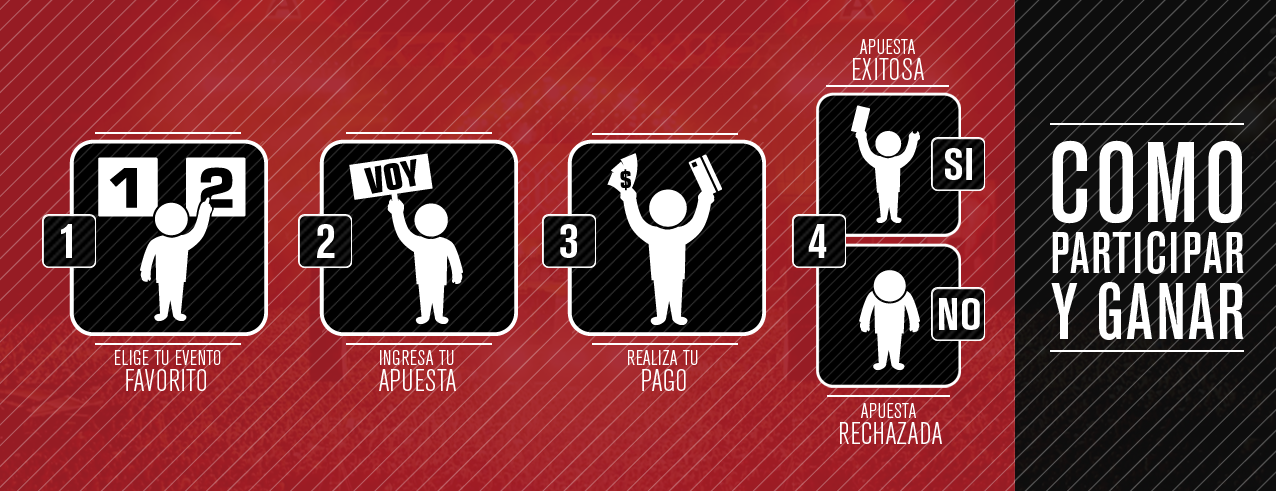 1
1 2
ELIGE TU EVENTO
FAVORITO
2
VOY
INGRESA TU
APUESTA
3
$
REALIZA TU
PAGO
4
APUESTA
EXITOSA
SI
NO
APUESTA
RECHAZADA
COMO
PARTICIPAR
Y GANAR